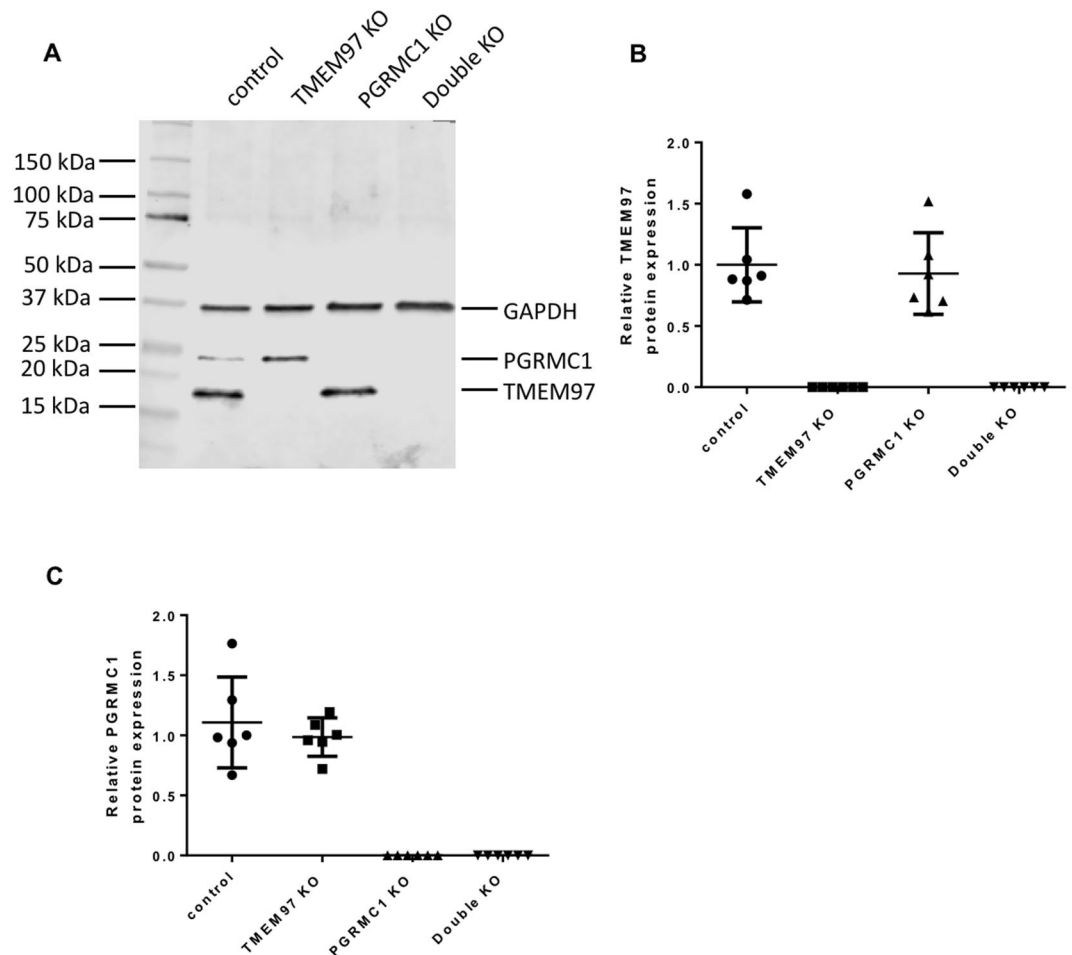 A
control
TMEM97 KO
PGRMC1 KO
Double KO
150 kDa
100 kDa
75 kDa
50 kDa
37 kDa
25 kDa
20 kDa
15 kDa
GAPDH
PGRMC1
TMEM97
B
Relative TMEM97
protein expression
2.0
1.5
1.0
0.5
0.0
control
TMEM97 KO
PGRMC1 KO
Double KO
C
Relative PGRMC1
protein expression
2.0
1.5
1.0
0.5
0.0
control
TMEM97 KO
PGRMC1 KO
Double KO